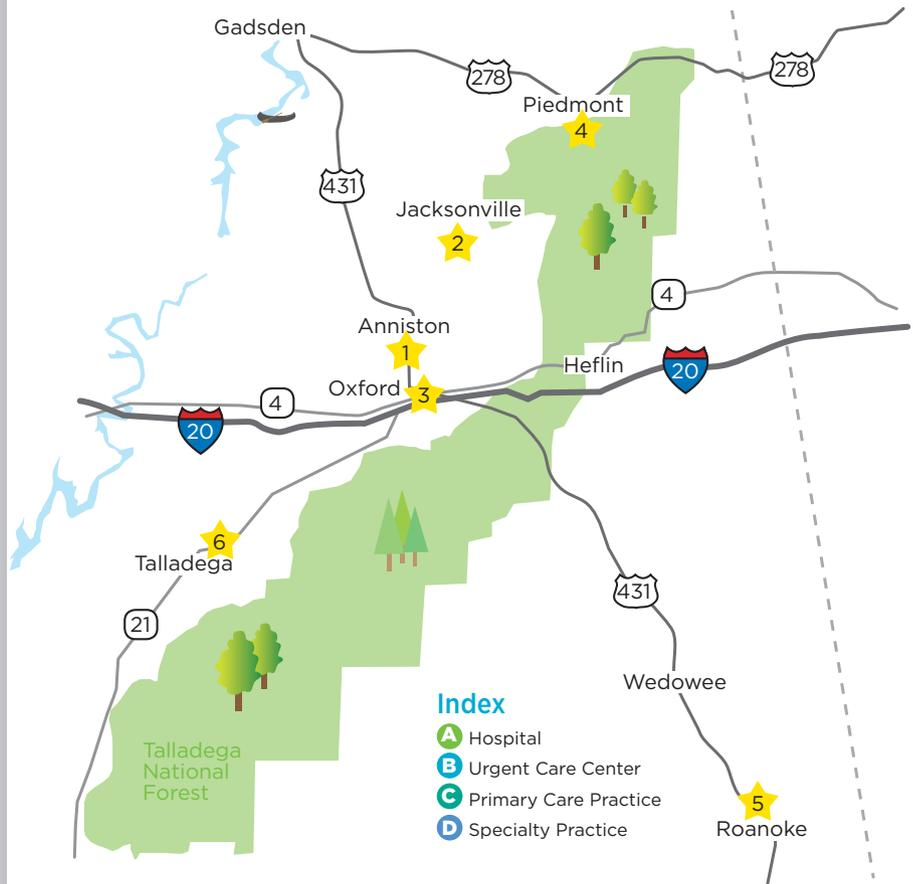 Gadsden
278
278
Piedmont
4
431
Jacksonville
2
4
Anniston
1
Heflin
20
Oxford
3
4
20
6
Talladega
431
21
Wedowee
Index
A Hospital
B Urgent Care Center
C Primary Care Practice
D Specialty Practice
Talladega
National
Forest
5
Roanoke